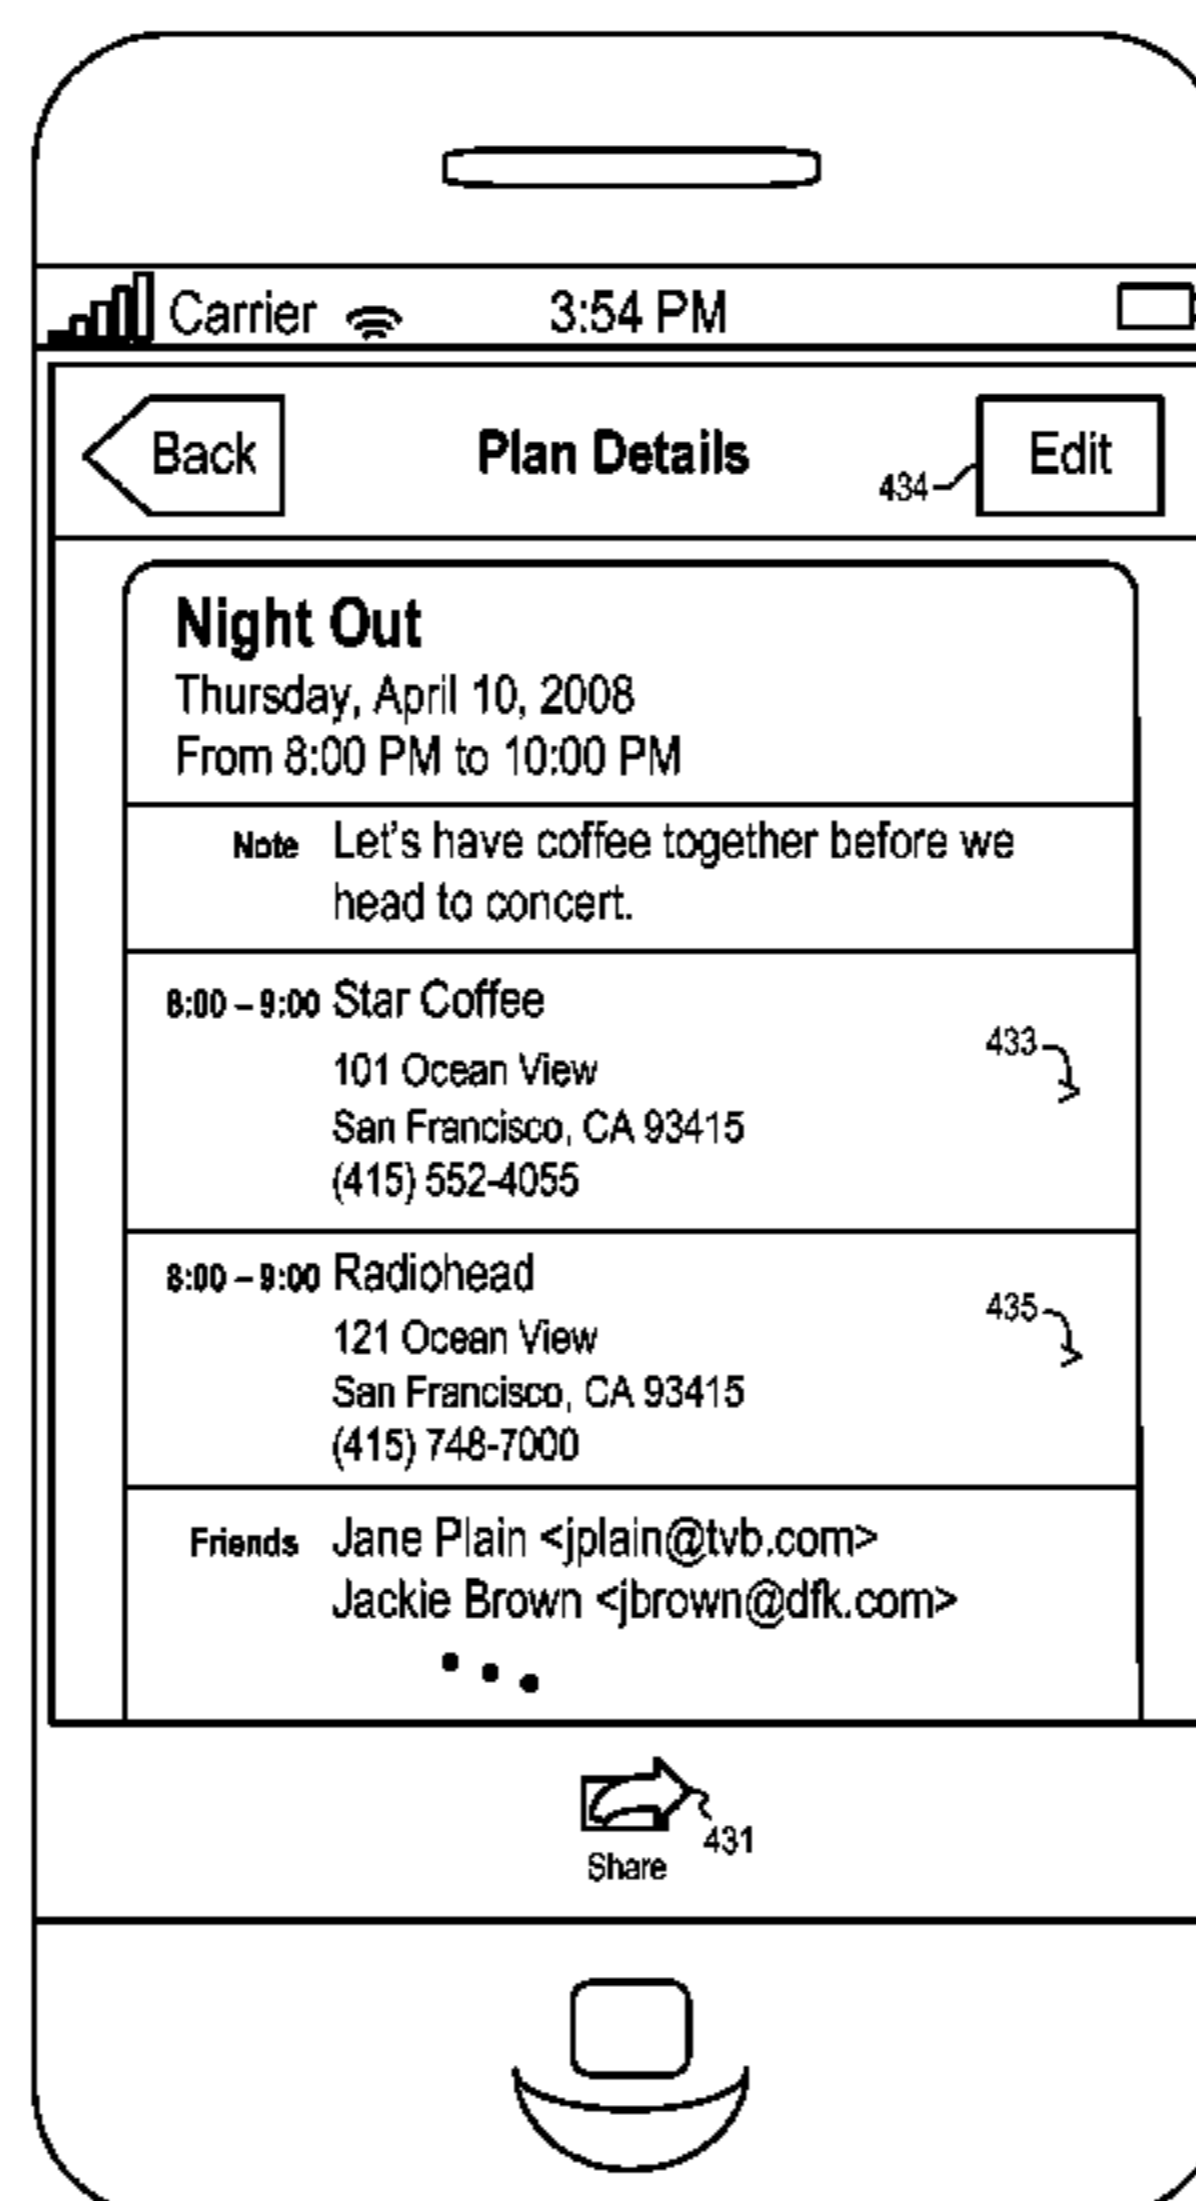 Carrier 3:54 PM
Back Plan Details 434 Edit
Night Out
Thursday, April 10, 2008
From 8:00 PM to 10:00 PM
Note Let's have coffee together before we
head to concert.
8:00 – 9:00 Star Coffee
433
101 Ocean View
San Francisco, CA 93415
(415) 552-4055
8:00 – 9:00 Radiohead
435
121 Ocean View
San Francisco, CA 93415
(415) 748-7000
Friends Jane Plain <jplain@tvb.com>
Jackie Brown <jbrown@dfk.com>
431
Share